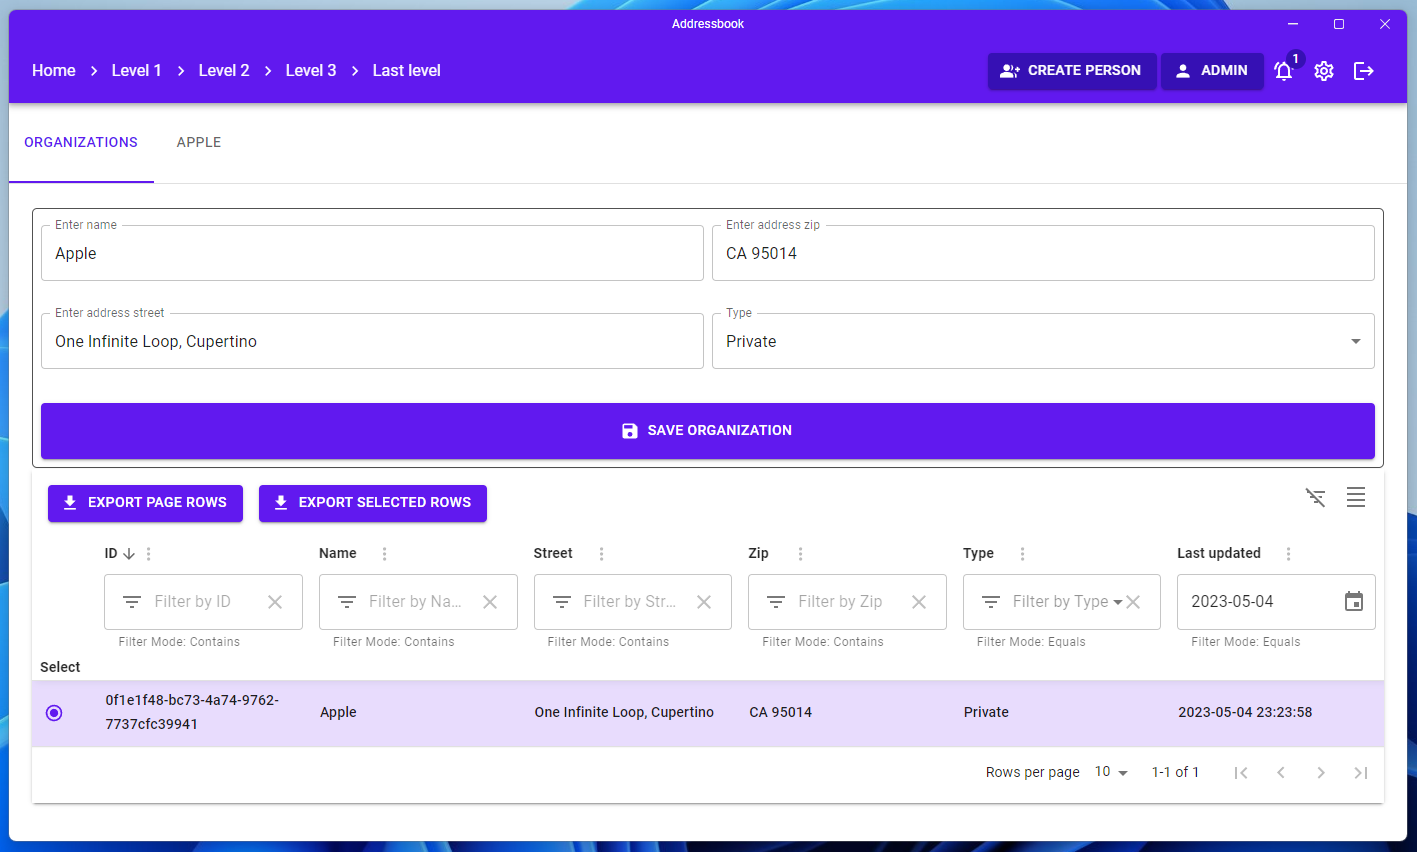 Addressbook
Home > Level 1 > Level 2 > Level 3 > Last level
CREATE PERSON
ADMIN
1
ORGANIZATIONS
APPLE
Enter name
Apple
Enter address zip
CA 95014
Enter address street
One Infinite Loop, Cupertino
Type
Private
SAVE ORGANIZATION
EXPORT PAGE ROWS
EXPORT SELECTED ROWS
ID Name Street Zip Type Last updated
Filter by ID Filter by Na... Filter by Str... Filter by Zip Filter by Type 2023-05-04
Filter Mode: Contains Filter Mode: Contains Filter Mode: Contains Filter Mode: Contains Filter Mode: Equals Filter Mode: Equals
Select
0f1e1f48-bc73-4a74-9762-
7737cfc39941
Apple One Infinite Loop, Cupertino CA 95014 Private 2023-05-04 23:23:58
Rows per page 10 1-1 of 1